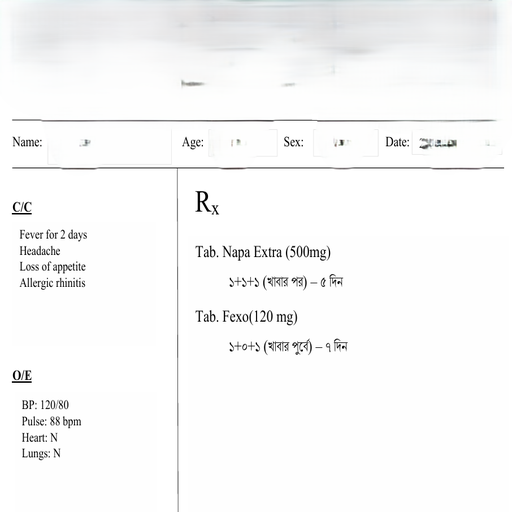 Name: Age: Sex: Date:
C/C
Fever for 2 days
Headache
Loss of appetite
Allergic rhinitis
O/E
BP: 120/80
Pulse: 88 bpm
Heart: N
Lungs: N
Rx
Tab. Napa Extra (500mg)
১+১+১ (খাবার পর) – ৫ দিন
Tab. Fexo(120 mg)
১+০+১ (খাবার পুর্বে) – ৭ দিন